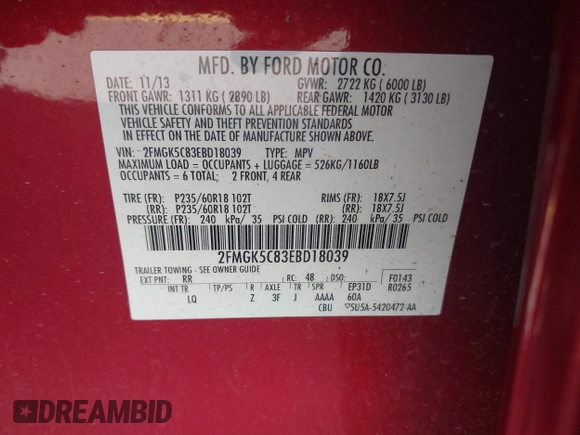 MFD. BY FORD MOTOR CO.
DATE: 11/13 GVWR: 2722 KG ( 6000 LB)
FRONT GAWR: 1311 KG ( 2890 LB) REAR GAWR: 1420 KG ( 3130 LB)
THIS VEHICLE CONFORMS TO ALL APPLICABLE FEDERAL MOTOR
VEHICLE SAFETY AND THEFT PREVENTION STANDARDS
IN EFFECT ON THE DATE OF MANUFACTURE SHOWN ABOVE.
VIN: 2FMGK5C83EBD18039 TYPE: MPV
MAXIMUM LOAD = OCCUPANTS + LUGGAGE = 526KG/1160LB
OCCUPANTS = 6 TOTAL; 2 FRONT, 4 REAR
TIRE (FR): P235/60R18 102T RIMS (FR): 18X7.5J
(RR): P235/60R18 102T (RR): 18X7.5J
PRESSURE (FR): 240 kPa/ 35 PSI COLD (RR): 240 kPa/ 35 PSI COLD
2FMGK5C83EBD18039
TRAILER TOWING - SEE OWNER GUIDE
EXT PNT: RR RC: 48 DSO: F0143
INT TR TP/PS R AXLE TR SPR EP31D R0265
LQ Z 3F J AAAA 60A
CBU 5U5A-5420472-AA
DREAMBID